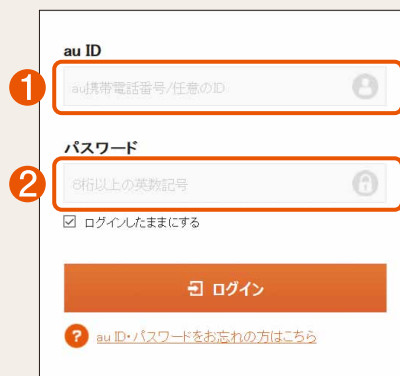 au ID
1
au携帯電話番号/任意のID
パスワード
2
6桁以上の英数記号
ログインしたままにする
ログイン
? au ID・パスワードをお忘れの方はこちら